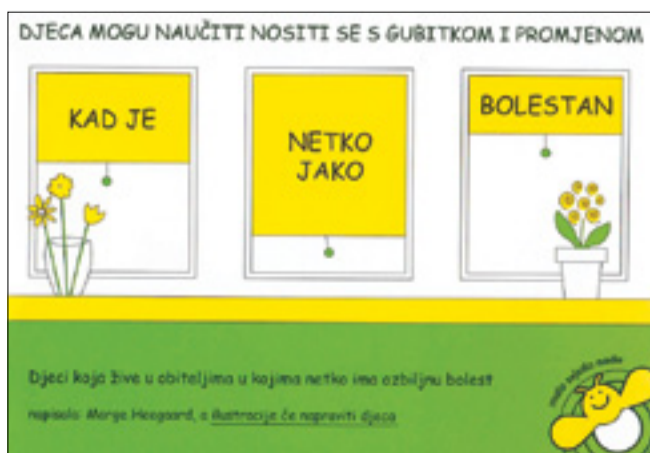 DJECA MOGU NAUČITI NOSITI SE S GUBITKOM I PROMJENOM
KAD JE
NETKO
JAKO
BOLESTAN
Djeci koja žive u obiteljima u kojima netko ima ozbiljnu bolest
napisala: Marge Heegaard, a ilustracije će napraviti djeca